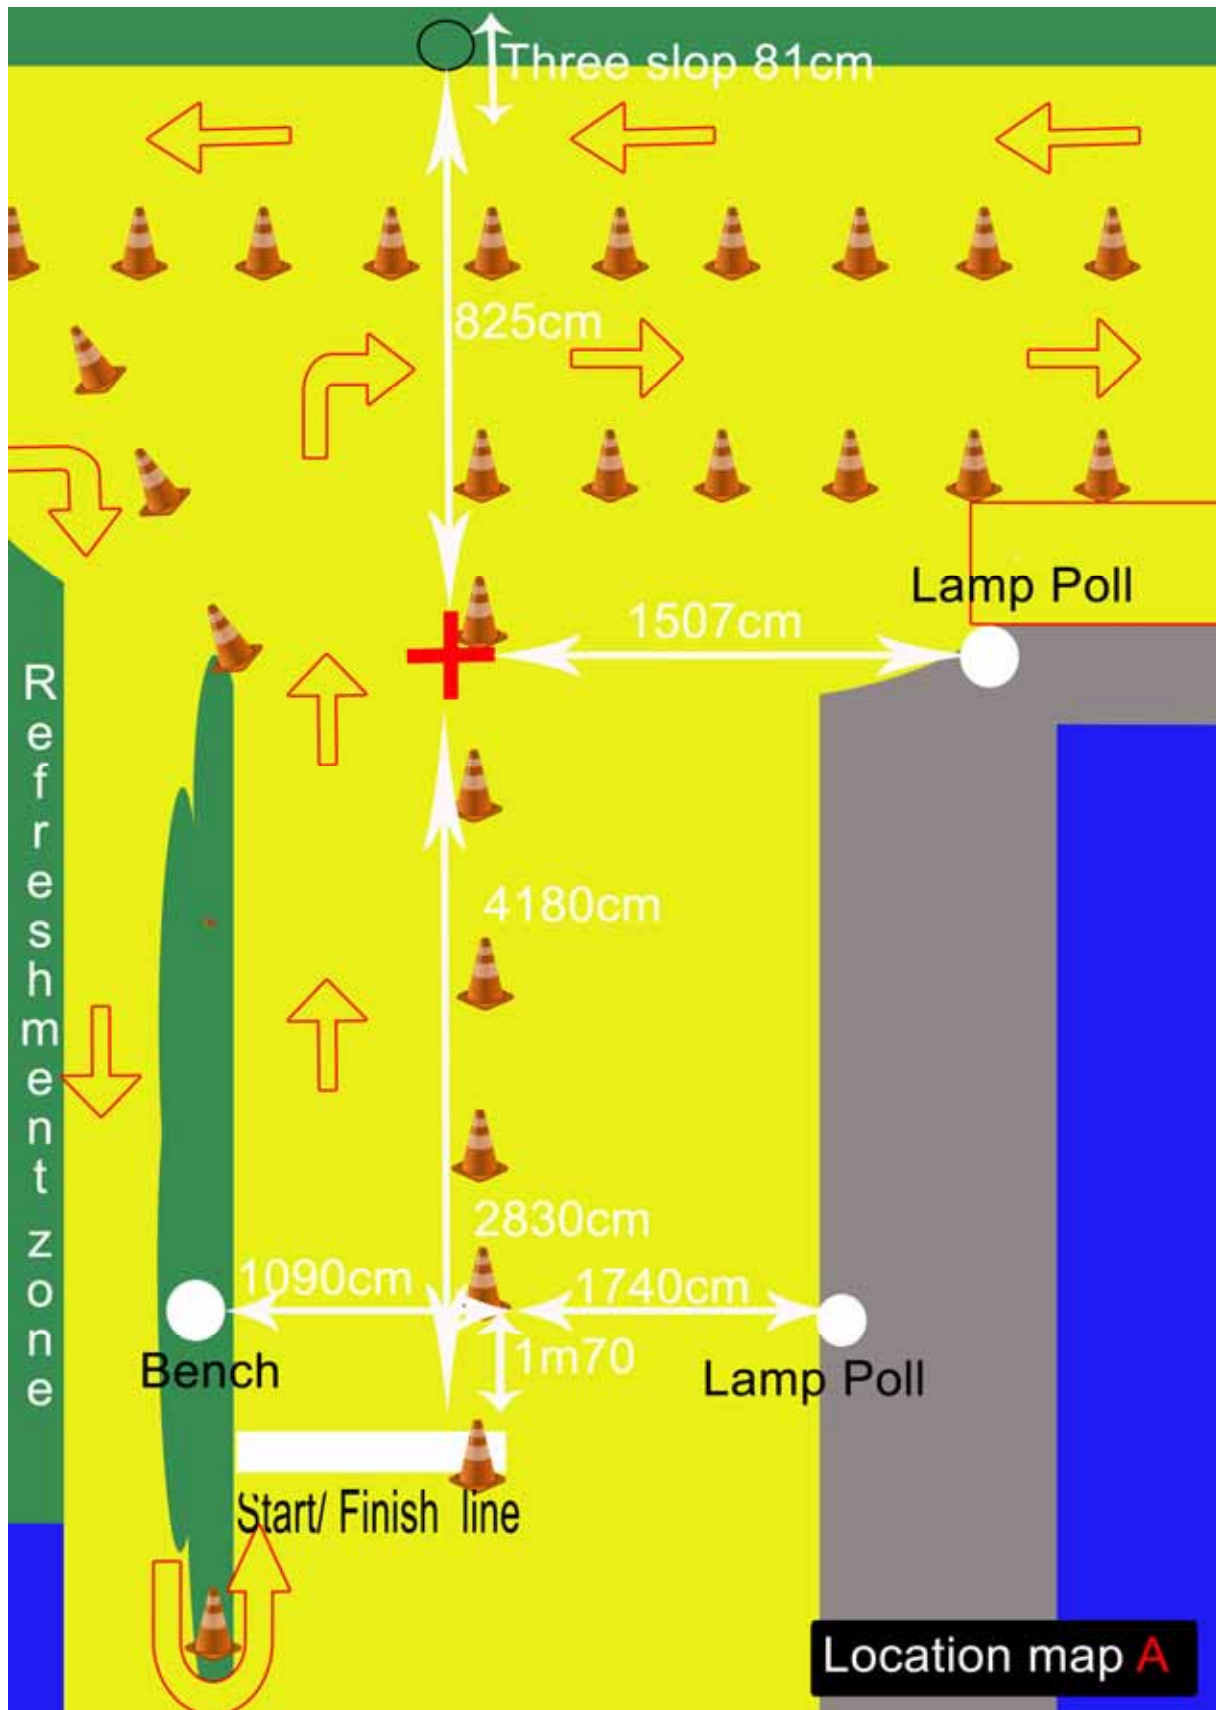 Three slop 81cm
825cm
Lamp Poll
1507cm
Refreshment zone
4180cm
2830cm
1090cm
1740cm
1m70
Bench
Lamp Poll
Start/ Finish line
Location map A